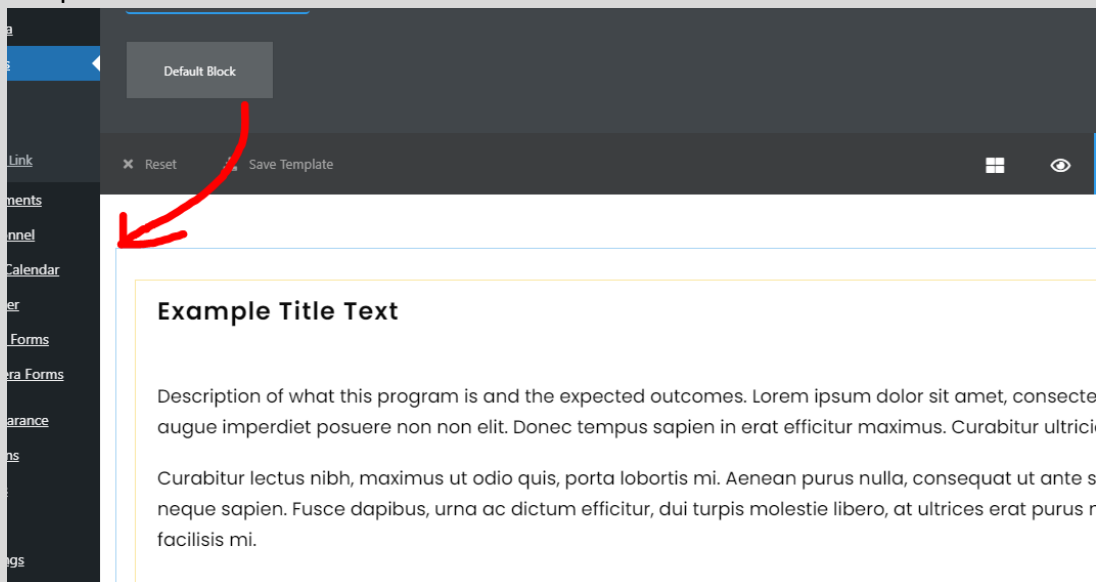 Default Block
Link
Reset
Save Template
Calendar
Forms
Forms
Example Title Text
Description of what this program is and the expected outcomes. Lorem ipsum dolor sit amet, consecte
augue imperdiet posuere non non elit. Donec tempus sapien in erat efficitur maximus. Curabitur ultrici
Curabitur lectus nibh, maximus ut odio quis, porta lobortis mi. Aenean purus nulla, consequat ut ante s
neque sapien. Fusce dapibus, urna ac dictum efficitur, dui turpis molestie libero, at ultrices erat purus
facilisis mi.